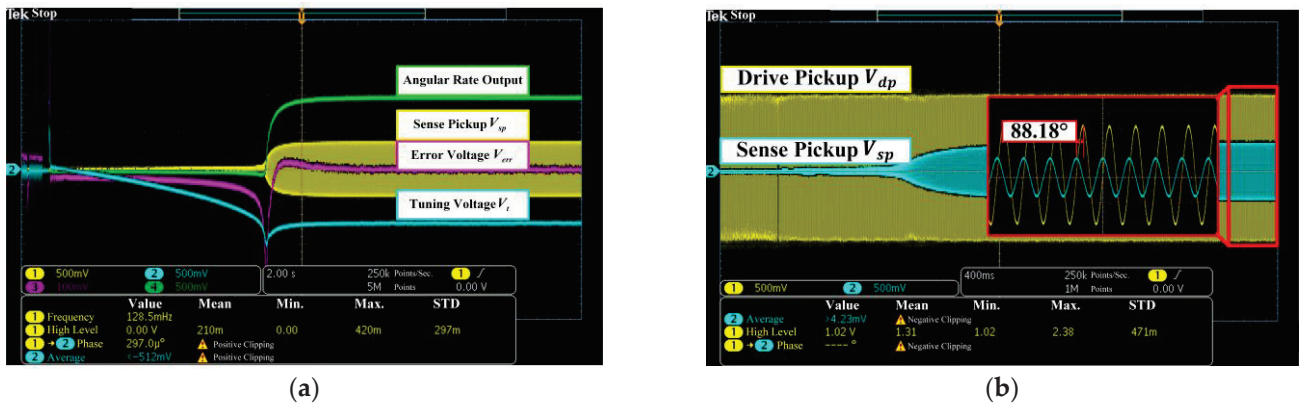 Tek Stop
Angular Rate Output
Sense Pickup Vsp
Error Voltage Verr
Tuning Voltage Vt
2
1 500mV 2 500mV 2.00 s 250k Points/Sec. 1
3 100mV 4 500mV 5M Points 0.00 V
Value Mean Min. Max. STD
1 Frequency 128.5mHz
1 High Level 0.00 V 210m 0.00 420m 297m
1 → 2 Phase 297.0µ° Positive Clipping
2 Average <-512mV Positive Clipping
(a)
Tek Stop
Drive Pickup Vdp
88.18°
Sense Pickup Vsp
2
1 500mV 2 500mV 400ms 250k Points/Sec. 1
1M Points 0.00 V
Value Mean Min. Max. STD
2 Average >4.23mV Negative Clipping
1 High Level 1.02 V 1.31 1.02 2.38 471m
1 → 2 Phase ---- ° Negative Clipping
(b)